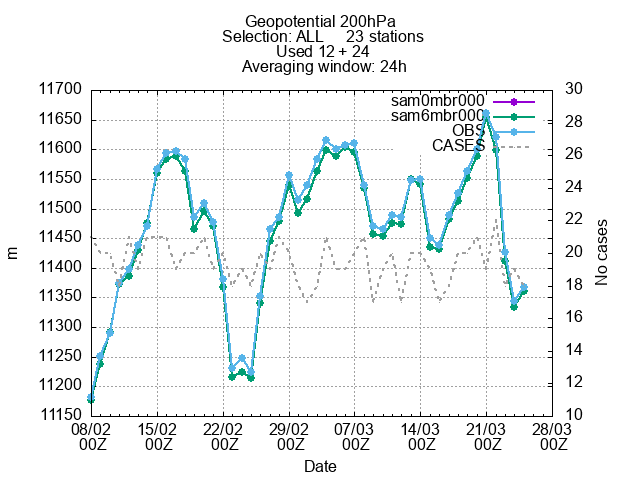 Geopotential 200hPa
Selection: ALL 23 stations
Used 12 + 24
Averaging window: 24h
11700
11650
11600
11550
11500
11450
11400
11350
11300
11250
11200
11150
m
30
28
26
24
22
20
18
16
14
12
10
No cases
sam0mbr000
sam6mbr000
OBS
CASES
08/02 15/02 22/02 29/02 07/03 14/03 21/03 28/03
00Z 00Z 00Z 00Z 00Z 00Z 00Z 00Z
Date